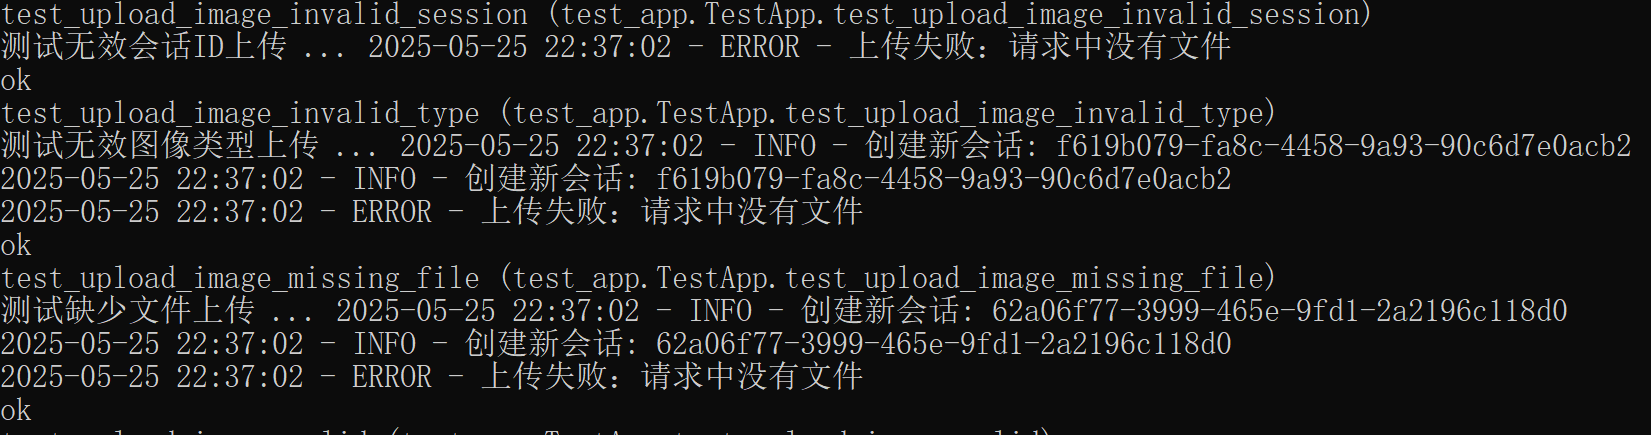 test_upload_image_invalid_session (test_app.TestApp.test_upload_image_invalid_session)
测试无效会话ID上传 ... 2025-05-25 22:37:02 - ERROR - 上传失败：请求中没有文件
ok
test_upload_image_invalid_type (test_app.TestApp.test_upload_image_invalid_type)
测试无效图像类型上传 ... 2025-05-25 22:37:02 - INFO - 创建新会话: f619b079-fa8c-4458-9a93-90c6d7e0acb2
2025-05-25 22:37:02 - INFO - 创建新会话: f619b079-fa8c-4458-9a93-90c6d7e0acb2
2025-05-25 22:37:02 - ERROR - 上传失败：请求中没有文件
ok
test_upload_image_missing_file (test_app.TestApp.test_upload_image_missing_file)
测试缺少文件上传 ... 2025-05-25 22:37:02 - INFO - 创建新会话: 62a06f77-3999-465e-9fd1-2a2196c118d0
2025-05-25 22:37:02 - INFO - 创建新会话: 62a06f77-3999-465e-9fd1-2a2196c118d0
2025-05-25 22:37:02 - ERROR - 上传失败：请求中没有文件
ok